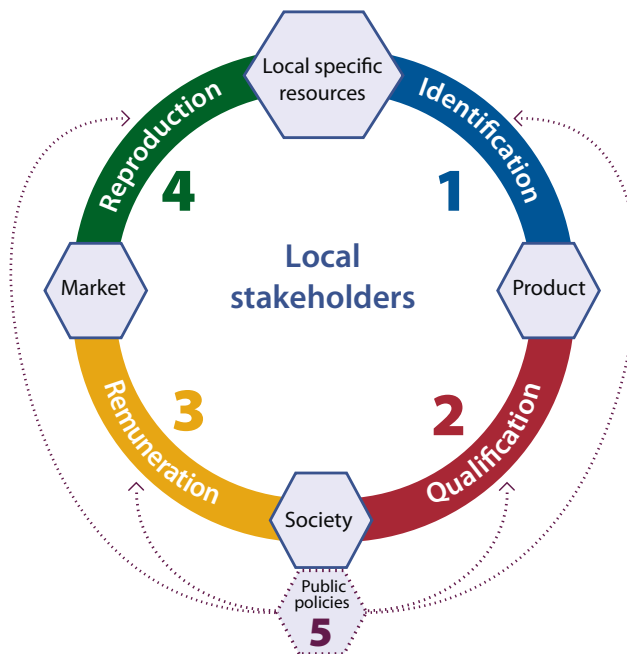 Local specific
resources
Identification
1
Product
Qualification
2
Society
Remuneration
3
Market
Reproduction
4
Local
stakeholders
Public
policies
5